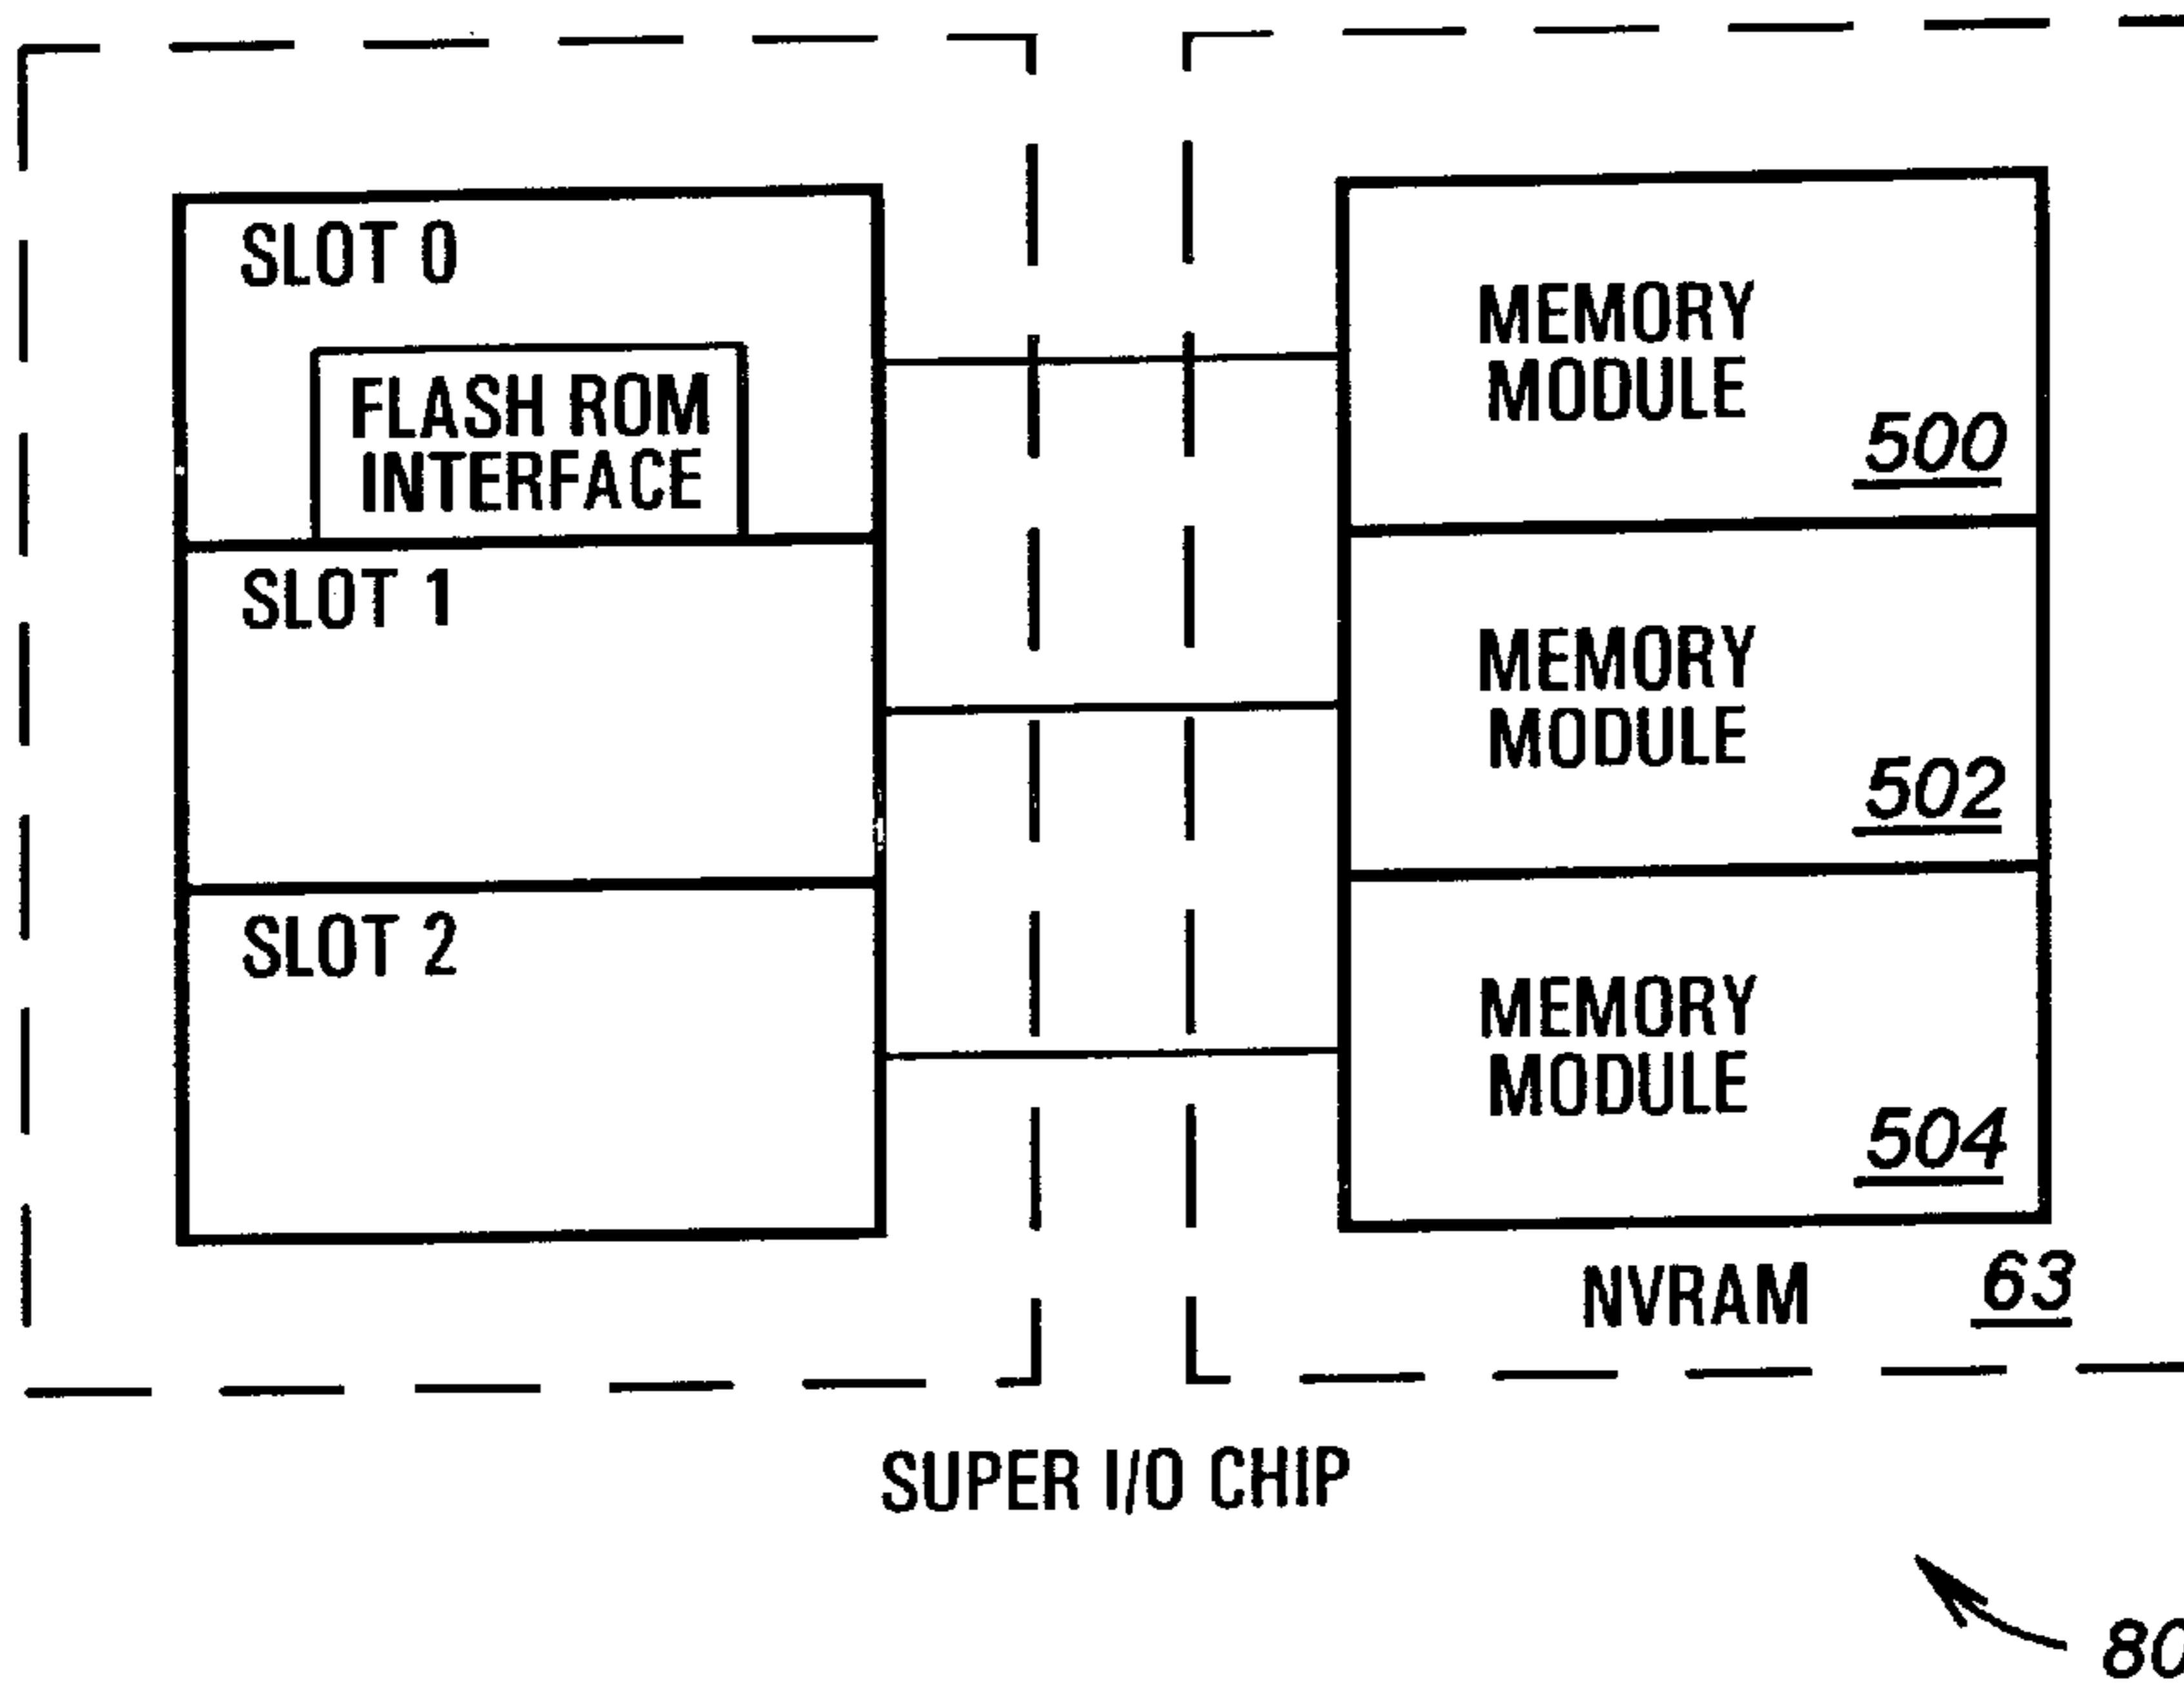 SLOT 0
FLASH ROM
INTERFACE
SLOT 1
SLOT 2
MEMORY
MODULE
500
MEMORY
MODULE
502
MEMORY
MODULE
504
NVRAM 63
SUPER I/O CHIP
80